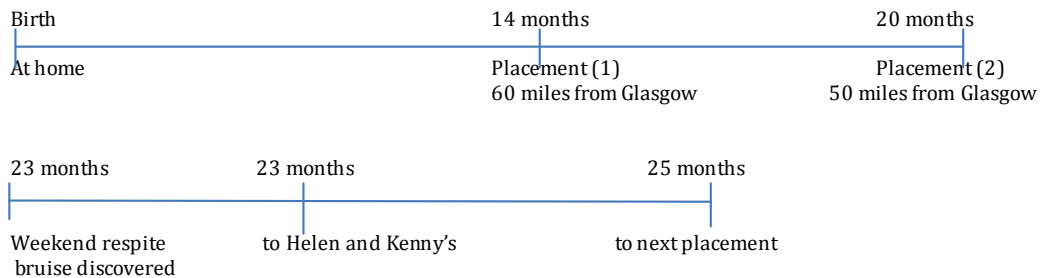 Birth 14 months 20 months
At home Placement (1) Placement (2)
60 miles from Glasgow 50 miles from Glasgow
23 months 23 months 25 months
Weekend respite to Helen and Kenny’s to next placement
bruise discovered